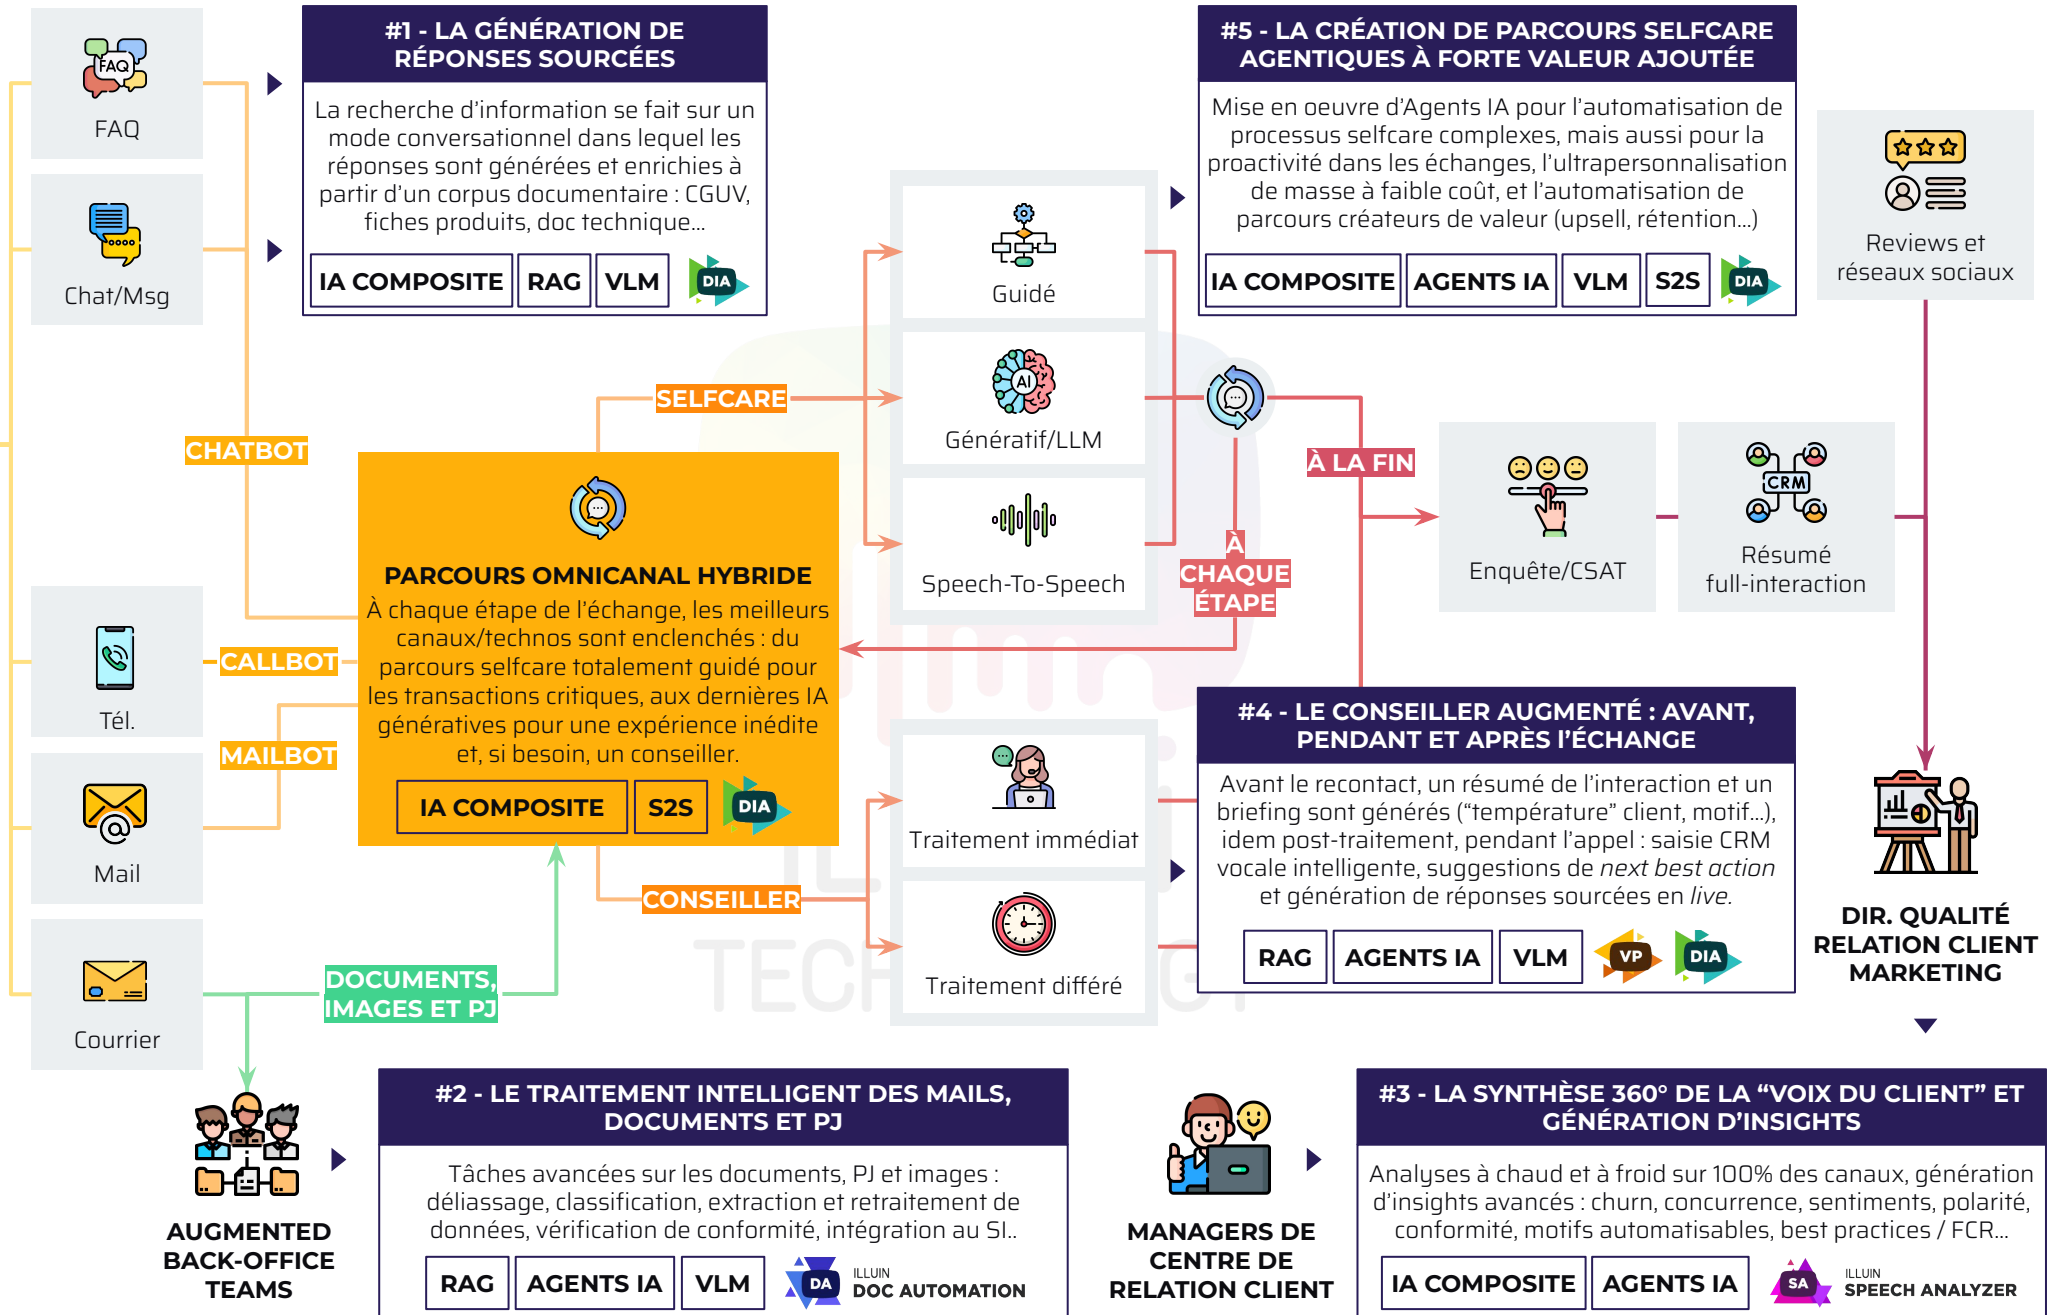 #1 - LA GÉNÉRATION DE
RÉPONSES SOURCÉES
La recherche d'information se fait sur un
mode conversationnel dans lequel les
réponses sont générées et enrichies à
partir d'un corpus documentaire : CGUV,
fiches produits, doc technique...
IA COMPOSITE
RAG
VLM
DIA
FAQ
FAQ
Chat/Msg
CHATBOT
Tél.
CALLBOT
MAILBOT
Mail
Courrier
DOCUMENTS,
IMAGES ET PJ
SELFCARE
PARCOURS OMNICANAL HYBRIDE
À chaque étape de l'échange, les meilleurs
canaux/technos sont enclenchés : du
parcours selfcare totalement guidé pour
les transactions critiques, aux dernières IA
génératives pour une expérience inédite
et, si besoin, un conseiller.
IA COMPOSITE
S2S
DIA
CONSEILLER
Guidé
AI
Génératif/LLM
Speech-To-Speech
Traitement immédiat
Traitement différé
#5 - LA CRÉATION DE PARCOURS SELFCARE
AGENTIQUES À FORTE VALEUR AJOUTÉE
Mise en oeuvre d'Agents IA pour l'automatisation de
processus selfcare complexes, mais aussi pour la
proactivité dans les échanges, l'ultrapersonnalisation
de masse à faible coût, et l'automatisation de
parcours créateurs de valeur (upsell, rétention...)
IA COMPOSITE
AGENTS IA
VLM
S2S
DIA
Reviews et
réseaux sociaux
À LA FIN
À
CHAQUE
ÉTAPE
Enquête/CSAT
CRM
Résumé
full-interaction
#4 - LE CONSEILLER AUGMENTÉ : AVANT,
PENDANT ET APRÈS l'ÉCHANGE
Avant le recontact, un résumé de l'interaction et un
briefing sont générés (“température” client, motif...),
idem post-traitement, pendant l'appel : saisie CRM
vocale intelligente, suggestions de next best action
et génération de réponses sourcées en live.
RAG
AGENTS IA
VLM
VP
DIA
DIR. QUALITÉ
RELATION CLIENT
MARKETING
AUGMENTED
BACK-OFFICE
TEAMS
#2 - LE TRAITEMENT INTELLIGENT DES MAILS,
DOCUMENTS ET PJ
Tâches avancées sur les documents, PJ et images :
déliassage, classification, extraction et retraitement de
données, vérification de conformité, intégration au SI..
RAG
AGENTS IA
VLM
DA
ILLUIN
DOC AUTOMATION
MANAGERS DE
CENTRE DE
RELATION CLIENT
#3 - LA SYNTHÈSE 360° DE LA “VOIX DU CLIENT” ET
GÉNÉRATION D'INSIGHTS
Analyses à chaud et à froid sur 100% des canaux, génération
d'insights avancés : churn, concurrence, sentiments, polarité,
conformité, motifs automatisables, best practices / FCR...
IA COMPOSITE
AGENTS IA
SA
ILLUIN
SPEECH ANALYZER